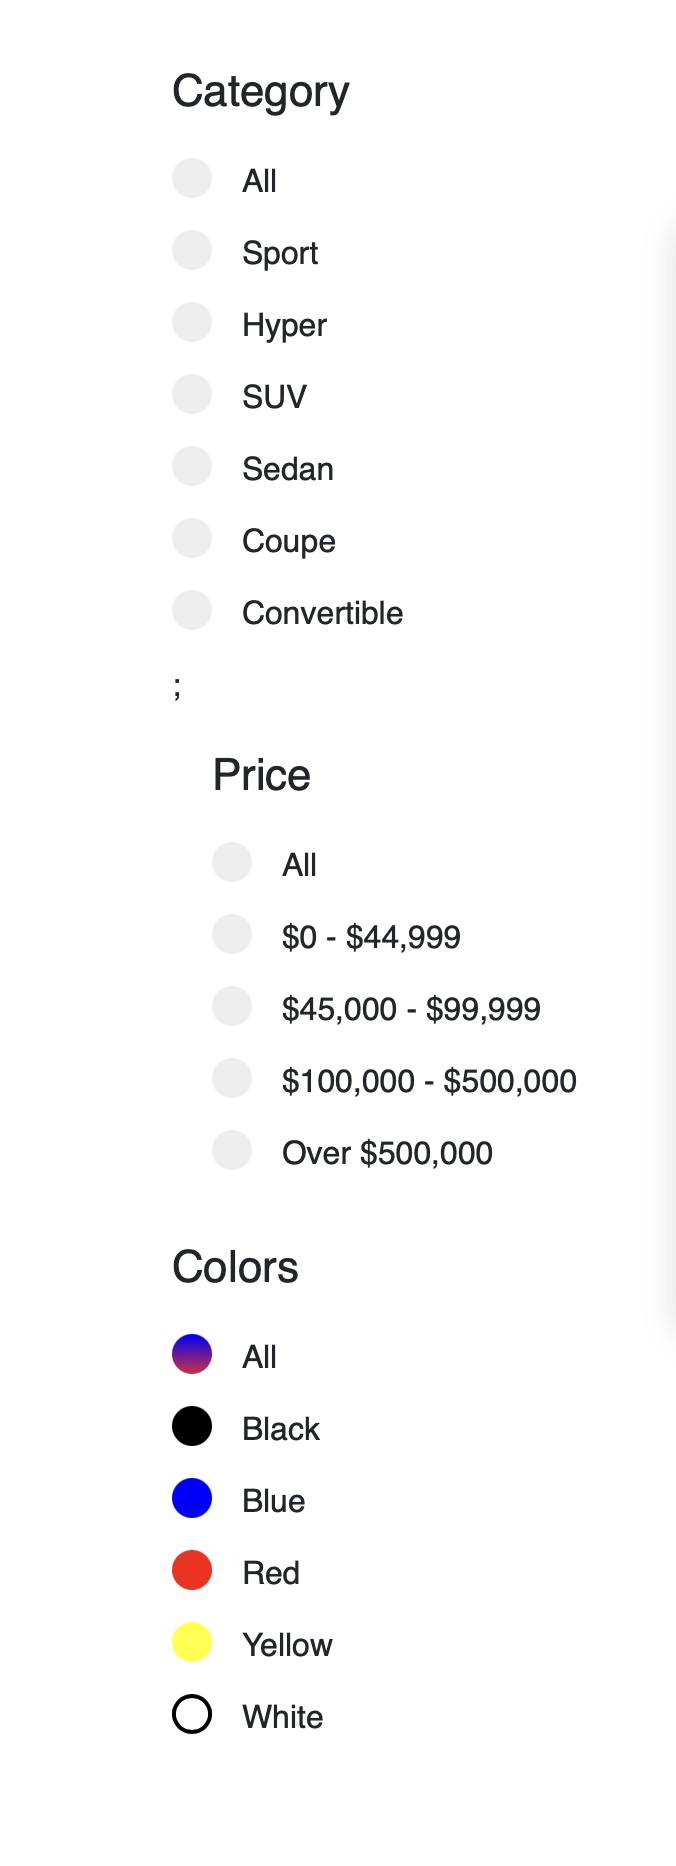 Category
All
Sport
Hyper
SUV
Sedan
Coupe
Convertible
;
Price
All
$0 - $44,999
$45,000 - $99,999
$100,000 - $500,000
Over $500,000
Colors
All
Black
Blue
Red
Yellow
White